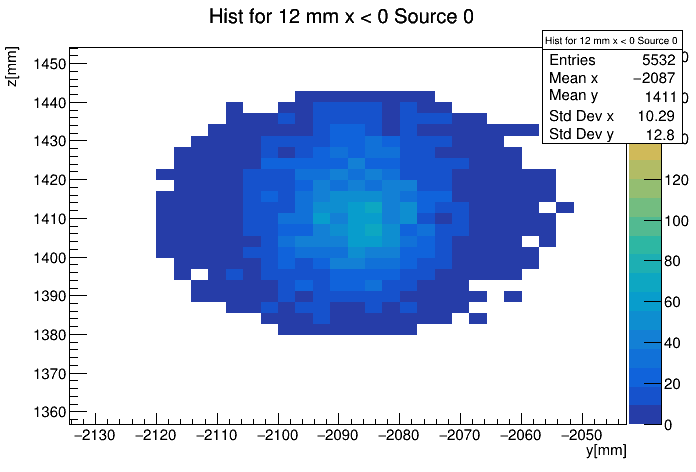 Hist for 12 mm x < 0 Source 0
z[mm]
Hist for 12 mm x < 0 Source 0
Entries 5532
Mean x −2087
Mean y 1411
Std Dev x 10.29
Std Dev y 12.8
1450
1440
1430
1420
1410
1400
1390
1380
1370
1360
120
100
80
60
40
20
0
−2130 −2120 −2110 −2100 −2090 −2080 −2070 −2060 −2050
y[mm]